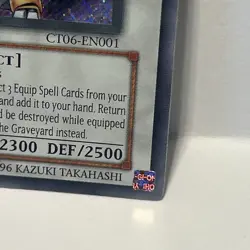 CT06-EN001
CT]
s
ct 3 Equip Spell Cards from your
and add it to your hand. Return
d be destroyed while equipped
he Graveyard instead.
2300 DEF/2500
96 KAZUKI TAKAHASHI